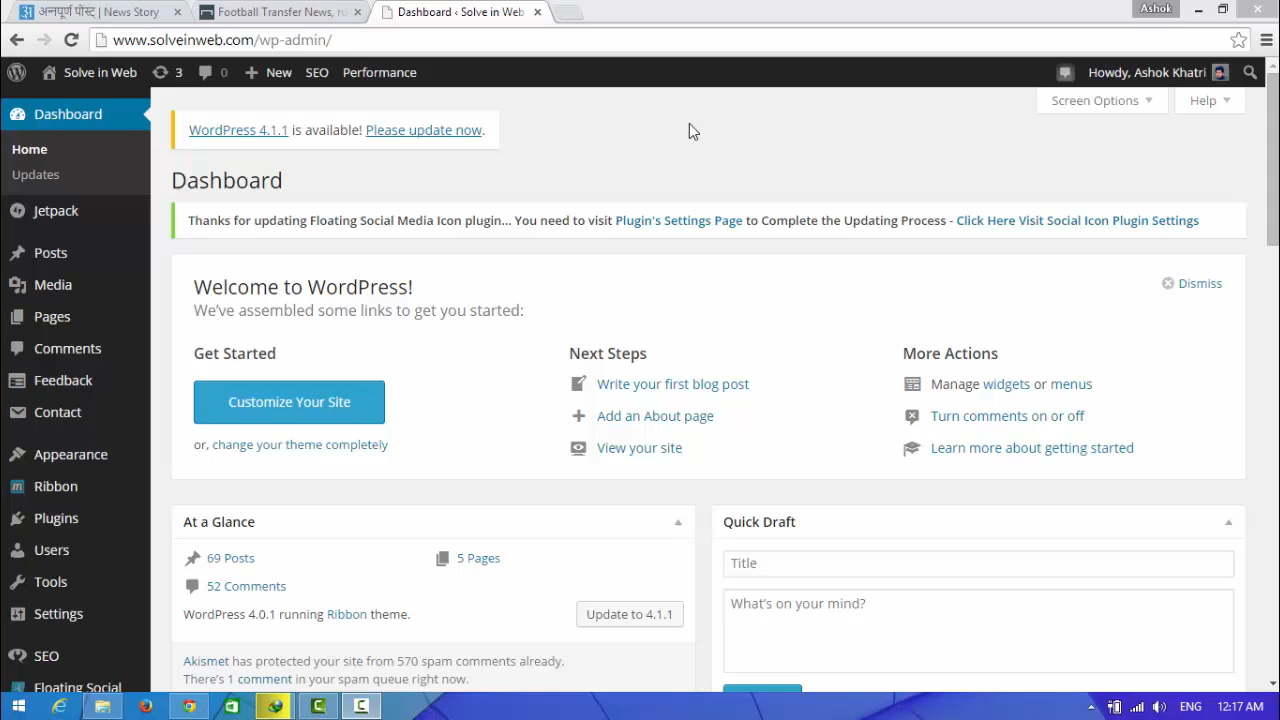 अन्नपूर्ण पोस्ट् | News Story
Football Transfer News, ru
Dashboard ‹ Solve in Web
Ashok
www.solveinweb.com/wp-admin/
Solve in Web 3 0 New SEO Performance Howdy, Ashok Khatri
Screen Options Help
Dashboard
Home
Updates
Jetpack
Posts
Media
Pages
Comments
Feedback
Contact
Appearance
Ribbon
Plugins
Users
Tools
Settings
SEO
Floating Social
WordPress 4.1.1 is available! Please update now.
Dashboard
Thanks for updating Floating Social Media Icon plugin... You need to visit Plugin's Settings Page to Complete the Updating Process - Click Here Visit Social Icon Plugin Settings
Welcome to WordPress!
Dismiss
We've assembled some links to get you started:
Get Started
Customize Your Site
or, change your theme completely
Next Steps
Write your first blog post
Add an About page
View your site
More Actions
Manage widgets or menus
Turn comments on or off
Learn more about getting started
At a Glance
69 Posts
5 Pages
52 Comments
WordPress 4.0.1 running Ribbon theme.
Update to 4.1.1
Akismet has protected your site from 570 spam comments already.
There's 1 comment in your spam queue right now.
Quick Draft
Title
What's on your mind?
ENG 12:17 AM